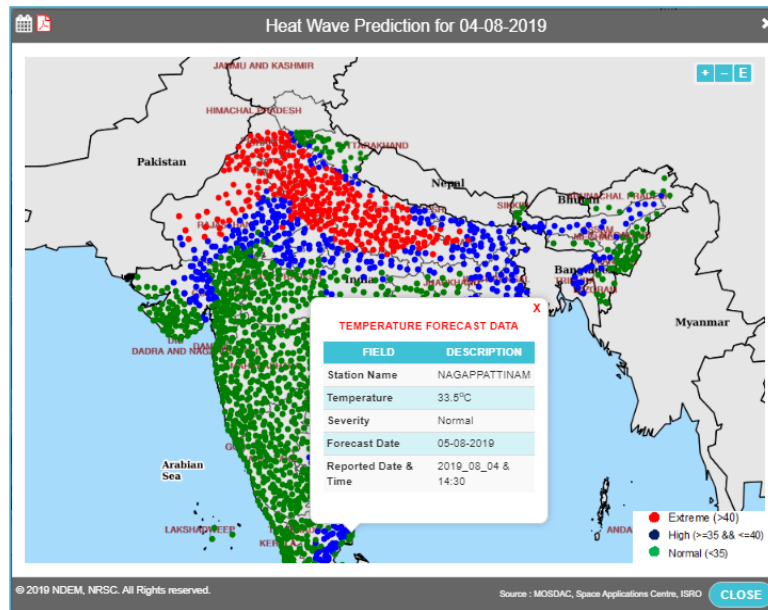 Heat Wave Prediction for 04-08-2019
+ − E
JAMMU AND KASHMIR
HIMACHAL PRADESH
Pakistan
Nepal
Bhutan
SIKKIM
India
Myanmar
DADRA AND
X
TEMPERATURE FORECAST DATA
FIELD DESCRIPTION
Station Name NAGAPPATTINAM
Temperature 33.5°C
Severity Normal
Forecast Date 05-08-2019
Reported Date & 2019_08_04 &
Time 14:30
Arabian
Sea
LAKSHADWEEP
Extreme (>40)
High (>=35 && <=40)
Normal (<35)
© 2019 NDEM, NRSC. All Rights reserved.
Source : MOSDAC, Space Applications Centre, ISRO
CLOSE